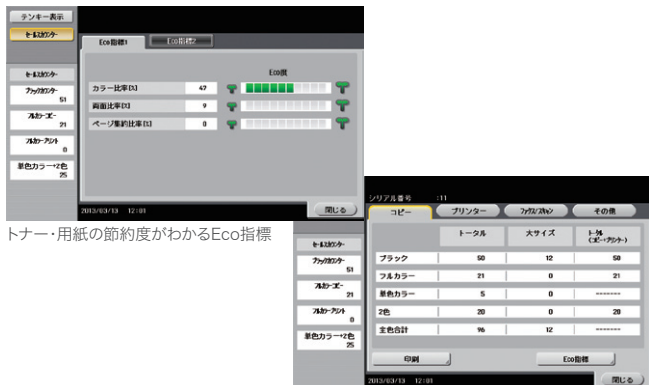 テンキー表示
セールスカウンター
Eco指標1
Eco指標2
Eco度
セールスカウンター
ブラックカウンター
51
カラー比率[%]
47
両面比率[%]
9
フルカラーコピー
21
ページ集約比率[%]
0
フルカラープリント
0
単色カラー+2色
25
2013/03/13 12:01
閉じる
トナー・用紙の節約度がわかるEco指標
シリアル番号 :11
コピー
プリンター
ファクス/スキャン
その他
トータル
大サイズ
トータル
(コピー+プリンター)
セールスカウンター
ブラックカウンター
51
ブラック
50
12
50
フルカラーコピー
21
フルカラー
21
0
21
単色カラー
5
0
-------
フルカラープリント
0
2色
20
0
20
単色カラー+2色
25
全色合計
96
12
-------
印刷
Eco指標
2013/03/13 12:01
閉じる